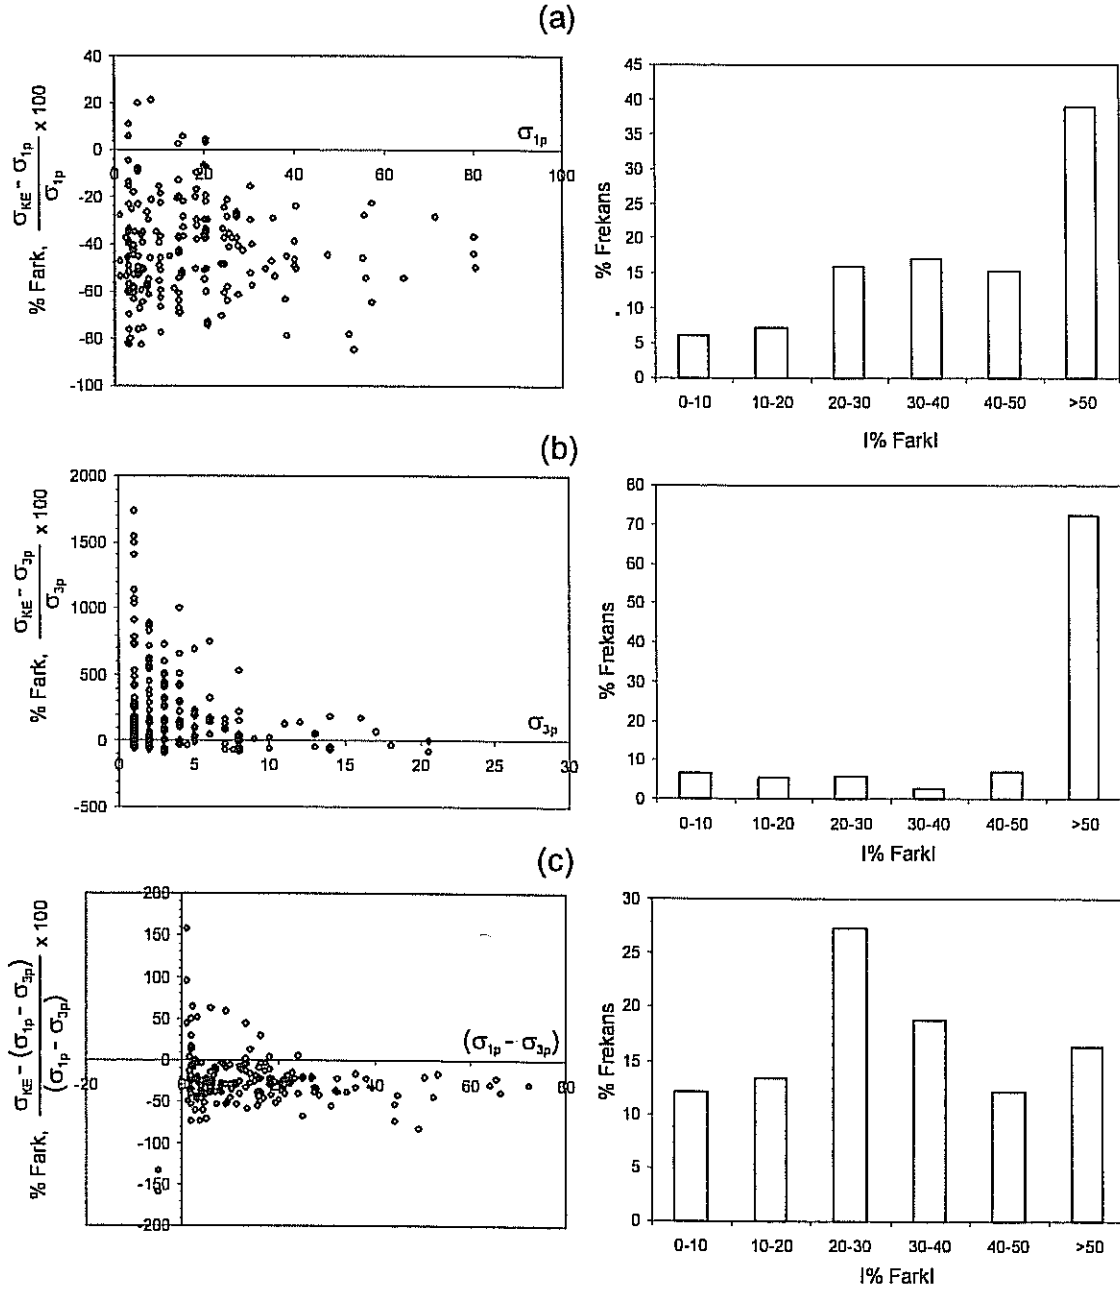 (a)
% Fark, σKE - σ1p / σ1p x 100
40
20
0
-20
-40
-60
-80
-100
0 20 40 60 80 100
σ1p
% Frekans
45
40
35
30
25
20
15
10
5
0
0-10 10-20 20-30 30-40 40-50 >50
I% FarkI
(b)
% Fark, σKE - σ3p / σ3p x 100
2000
1500
1000
500
0
-500
0 5 10 15 20 25 30
σ3p
% Frekans
80
70
60
50
40
30
20
10
0
0-10 10-20 20-30 30-40 40-50 >50
I% FarkI
(c)
% Fark, σKE - (σ1p - σ3p) / (σ1p - σ3p) x 100
200
150
100
50
0
-50
-100
-150
-200
-20 0 20 40 60 80
(σ1p - σ3p)
% Frekans
30
25
20
15
10
5
0
0-10 10-20 20-30 30-40 40-50 >50
I% FarkI